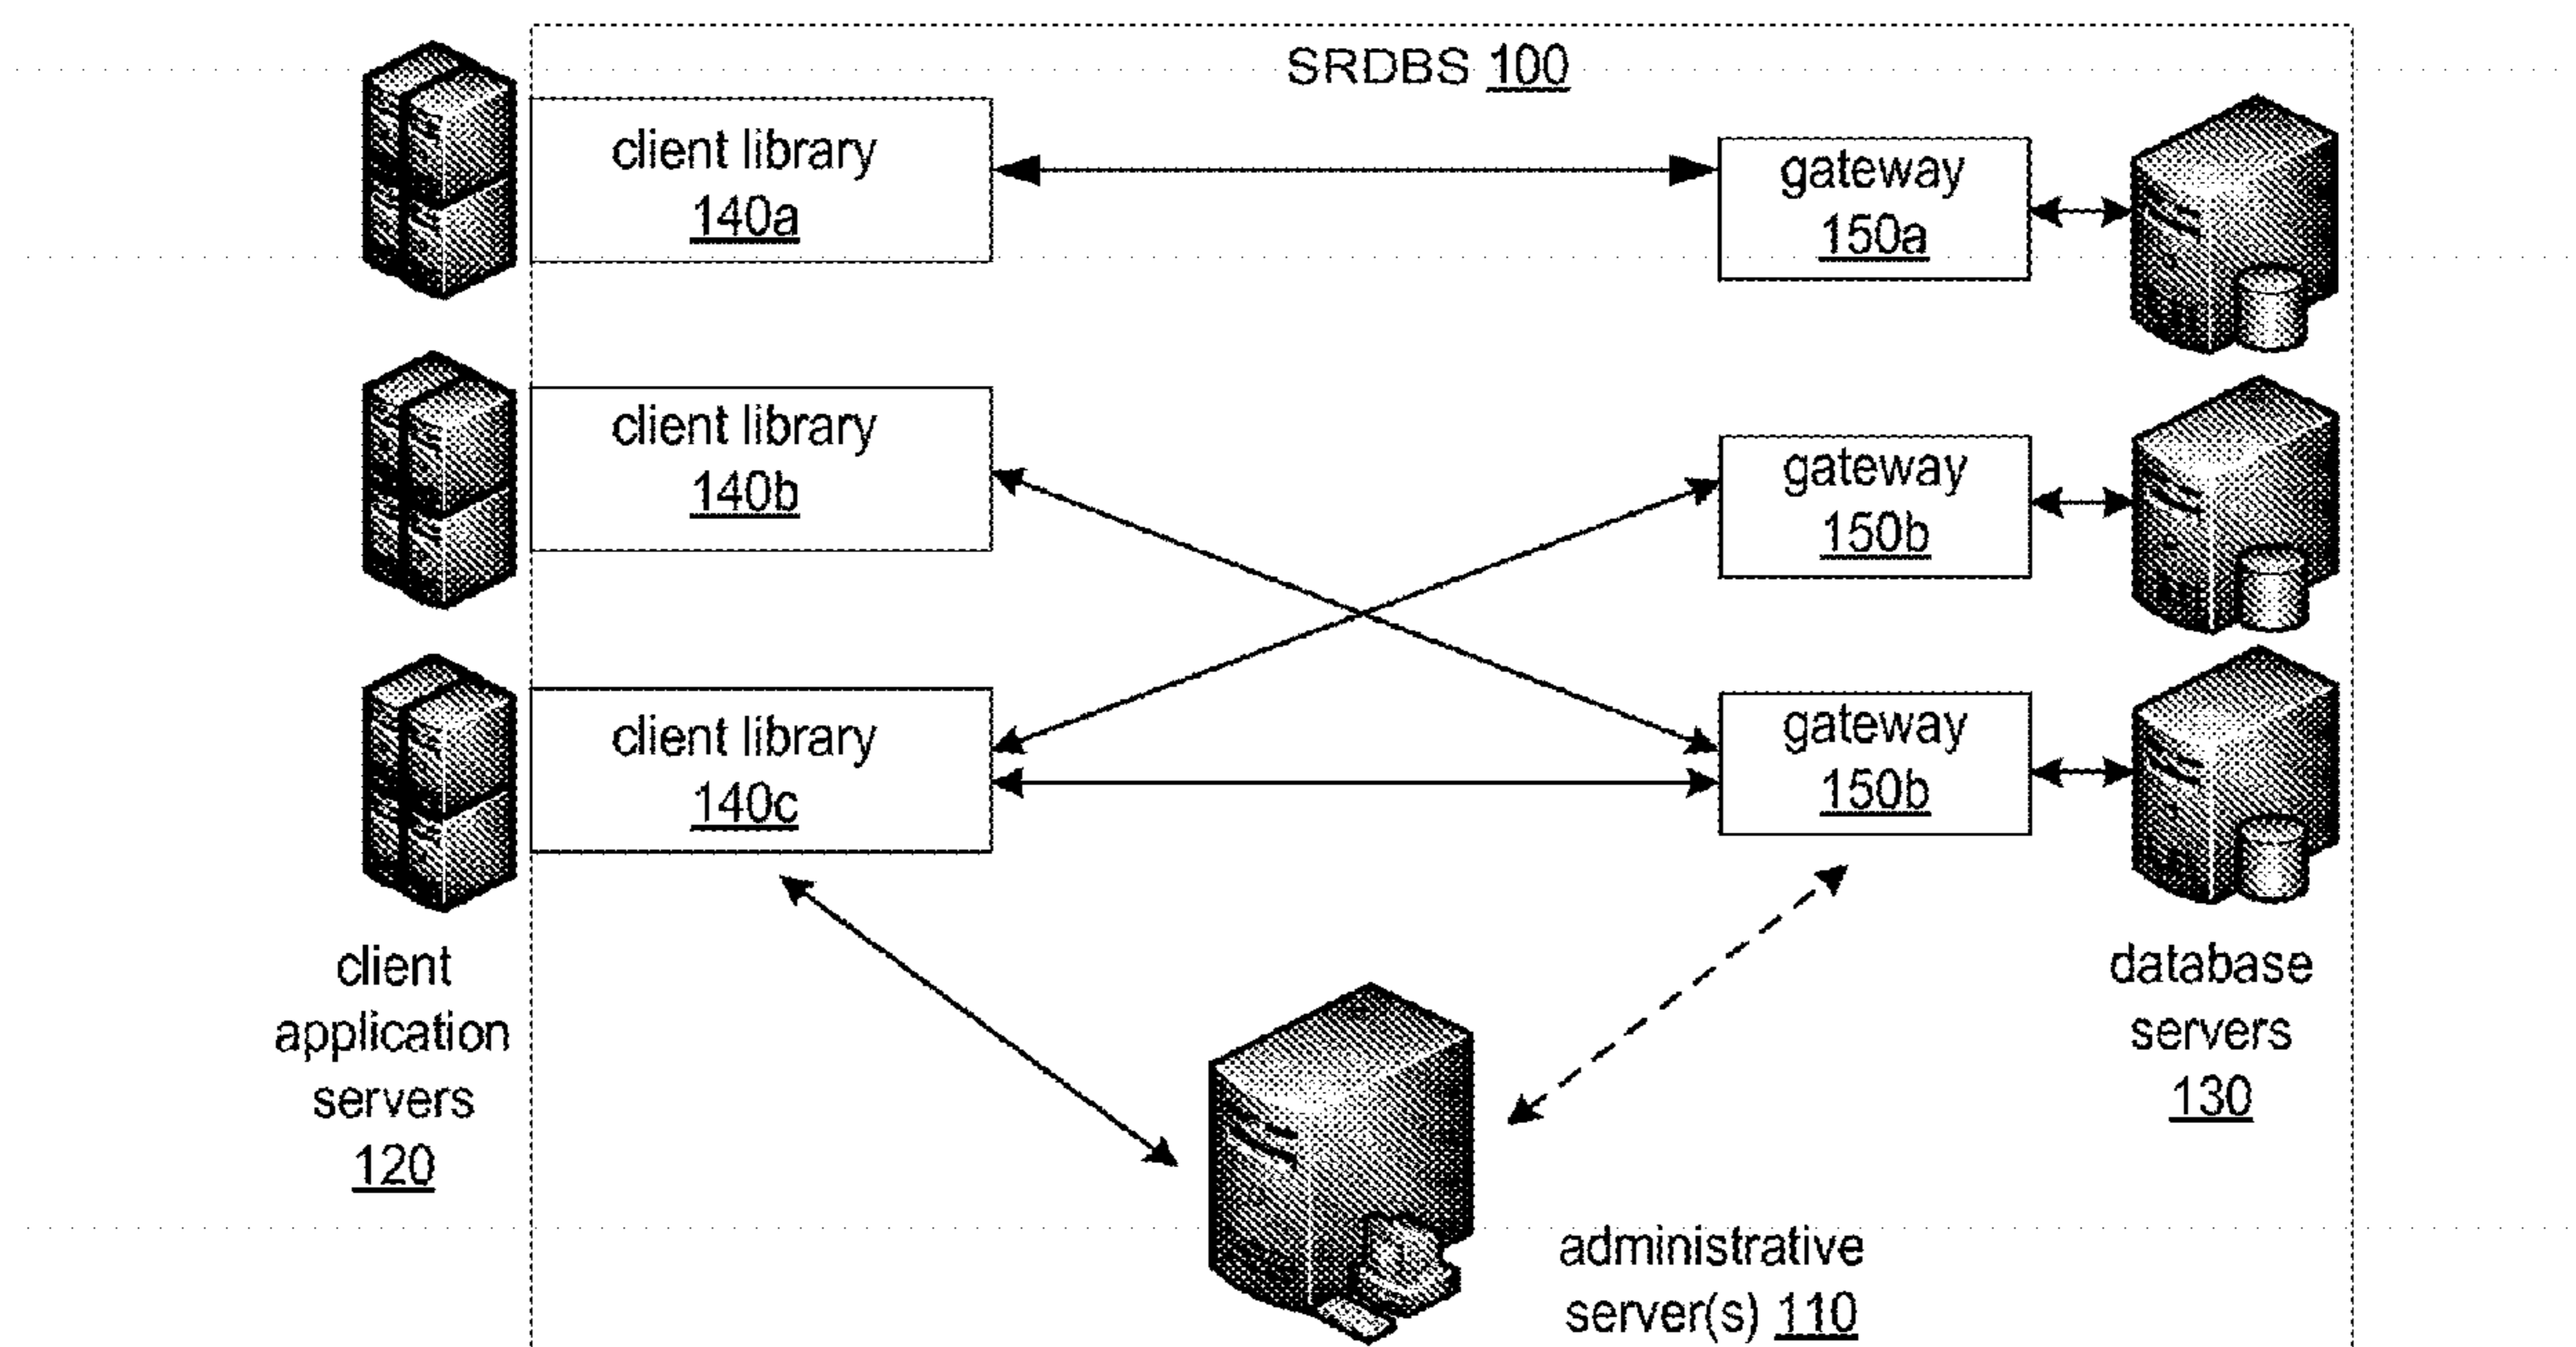 SRDBS 100
client library
140a
gateway
150a
client library
140b
gateway
150b
client library
140c
gateway
150b
client
application
servers
120
database
servers
130
administrative
server(s) 110